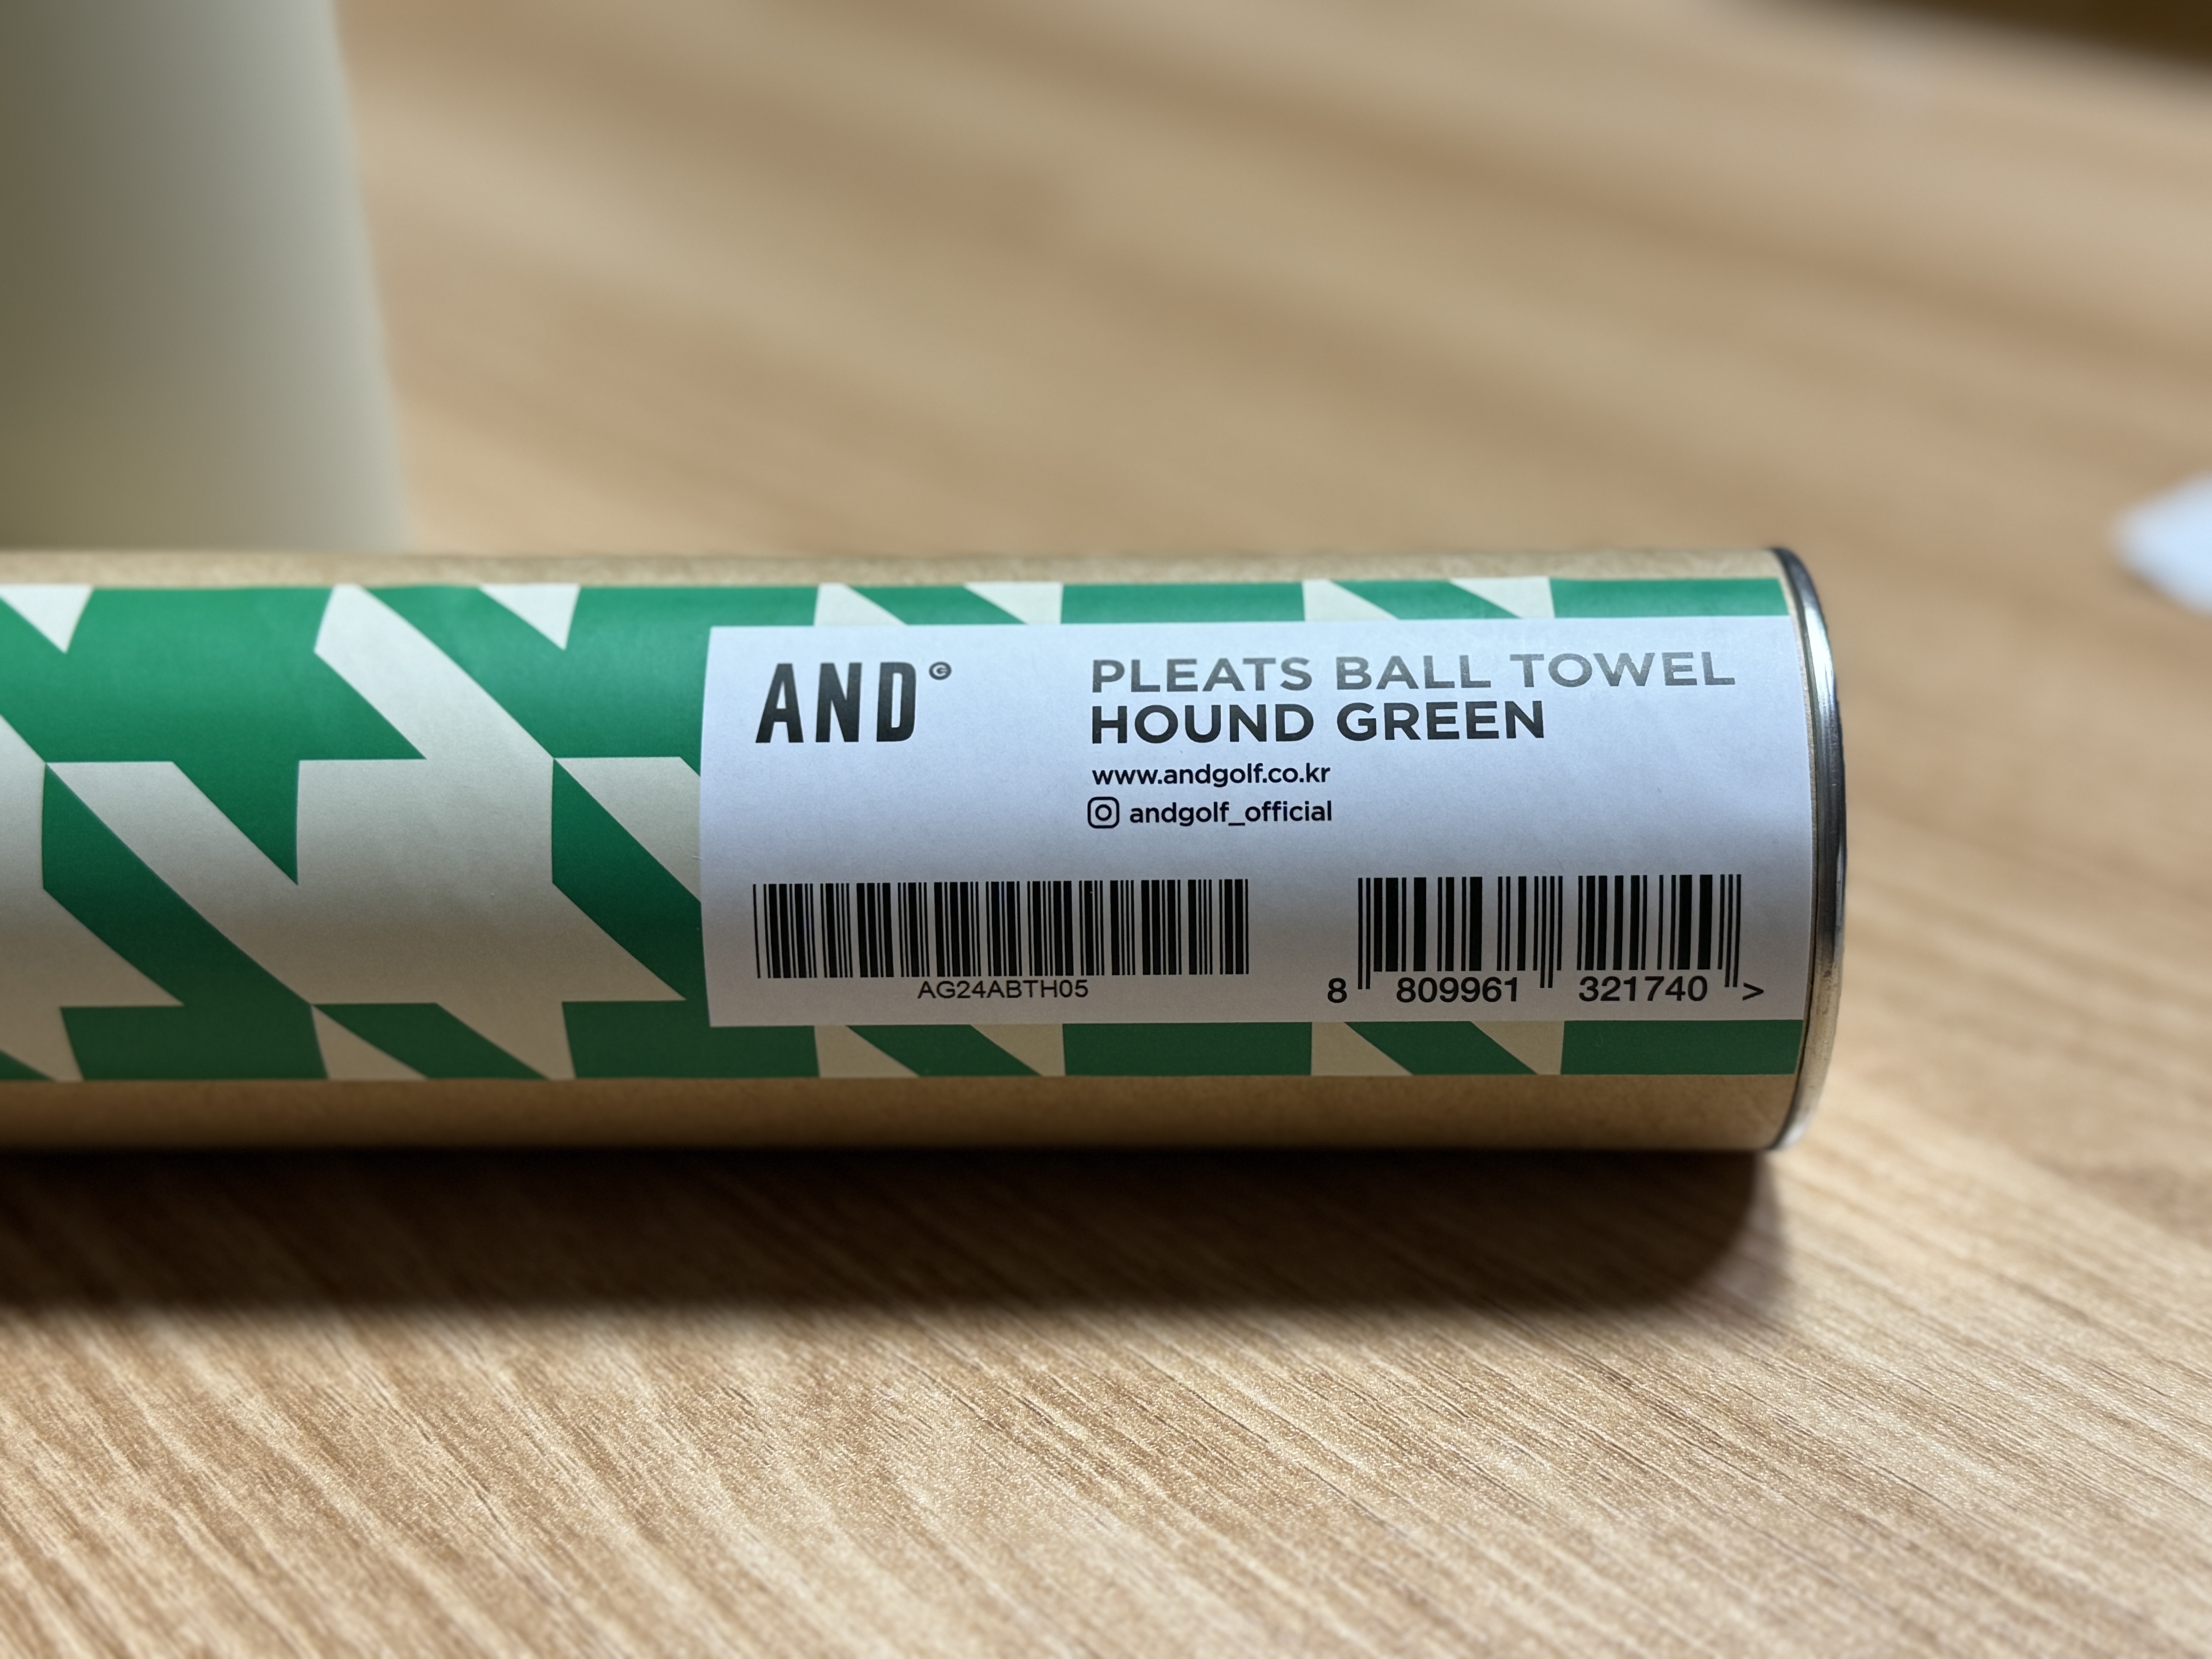 AND
PLEATS BALL TOWEL
HOUND GREEN
www.andgolf.co.kr
andgolf_official
AG24ABTH05
8 809961 321740 >